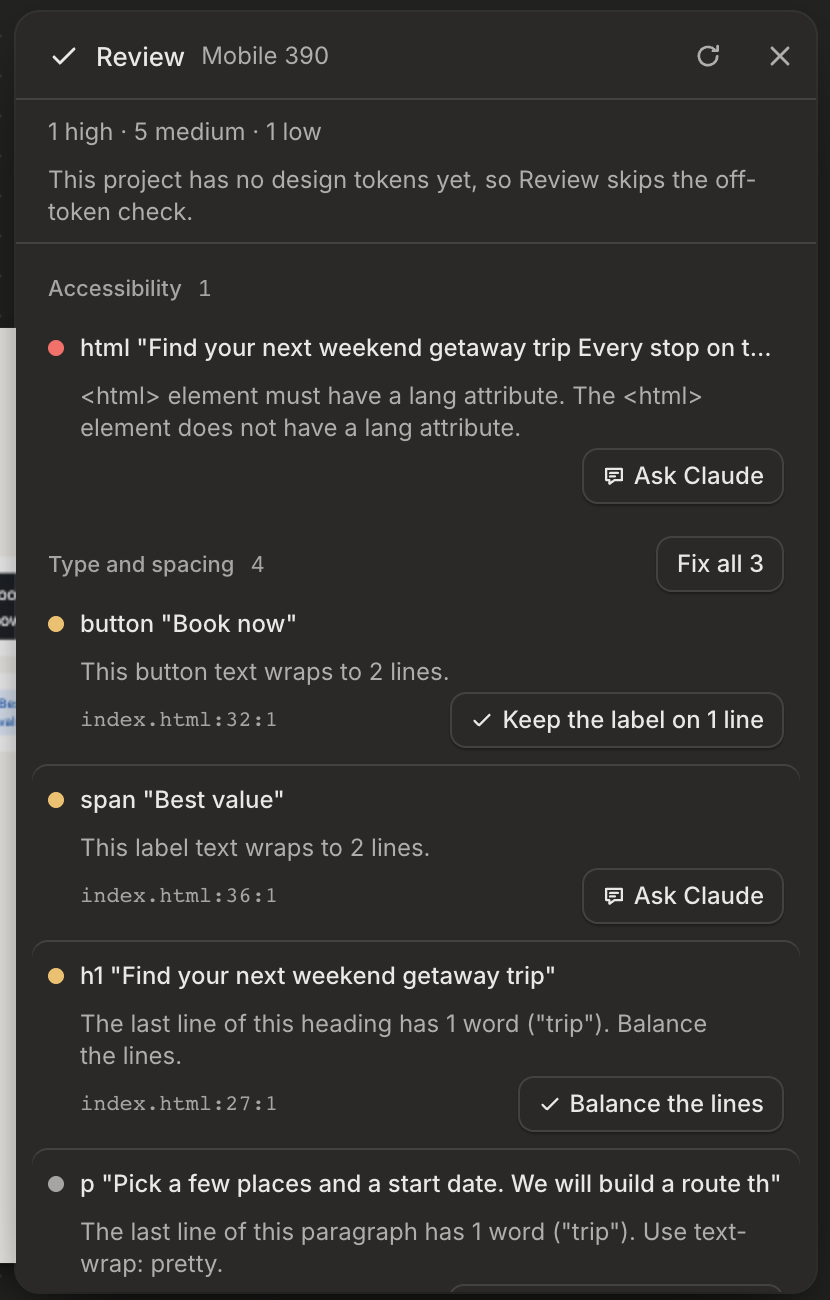 Review Mobile 390
1 high · 5 medium · 1 low
This project has no design tokens yet, so Review skips the off-
token check.
Accessibility 1
html "Find your next weekend getaway trip Every stop on t...
<html> element must have a lang attribute. The <html>
element does not have a lang attribute.
Ask Claude
Type and spacing 4
Fix all 3
button "Book now"
This button text wraps to 2 lines.
index.html:32:1
Keep the label on 1 line
span "Best value"
This label text wraps to 2 lines.
index.html:36:1
Ask Claude
h1 "Find your next weekend getaway trip"
The last line of this heading has 1 word ("trip"). Balance
the lines.
index.html:27:1
Balance the lines
p "Pick a few places and a start date. We will build a route th"
The last line of this paragraph has 1 word ("trip"). Use text-
wrap: pretty.